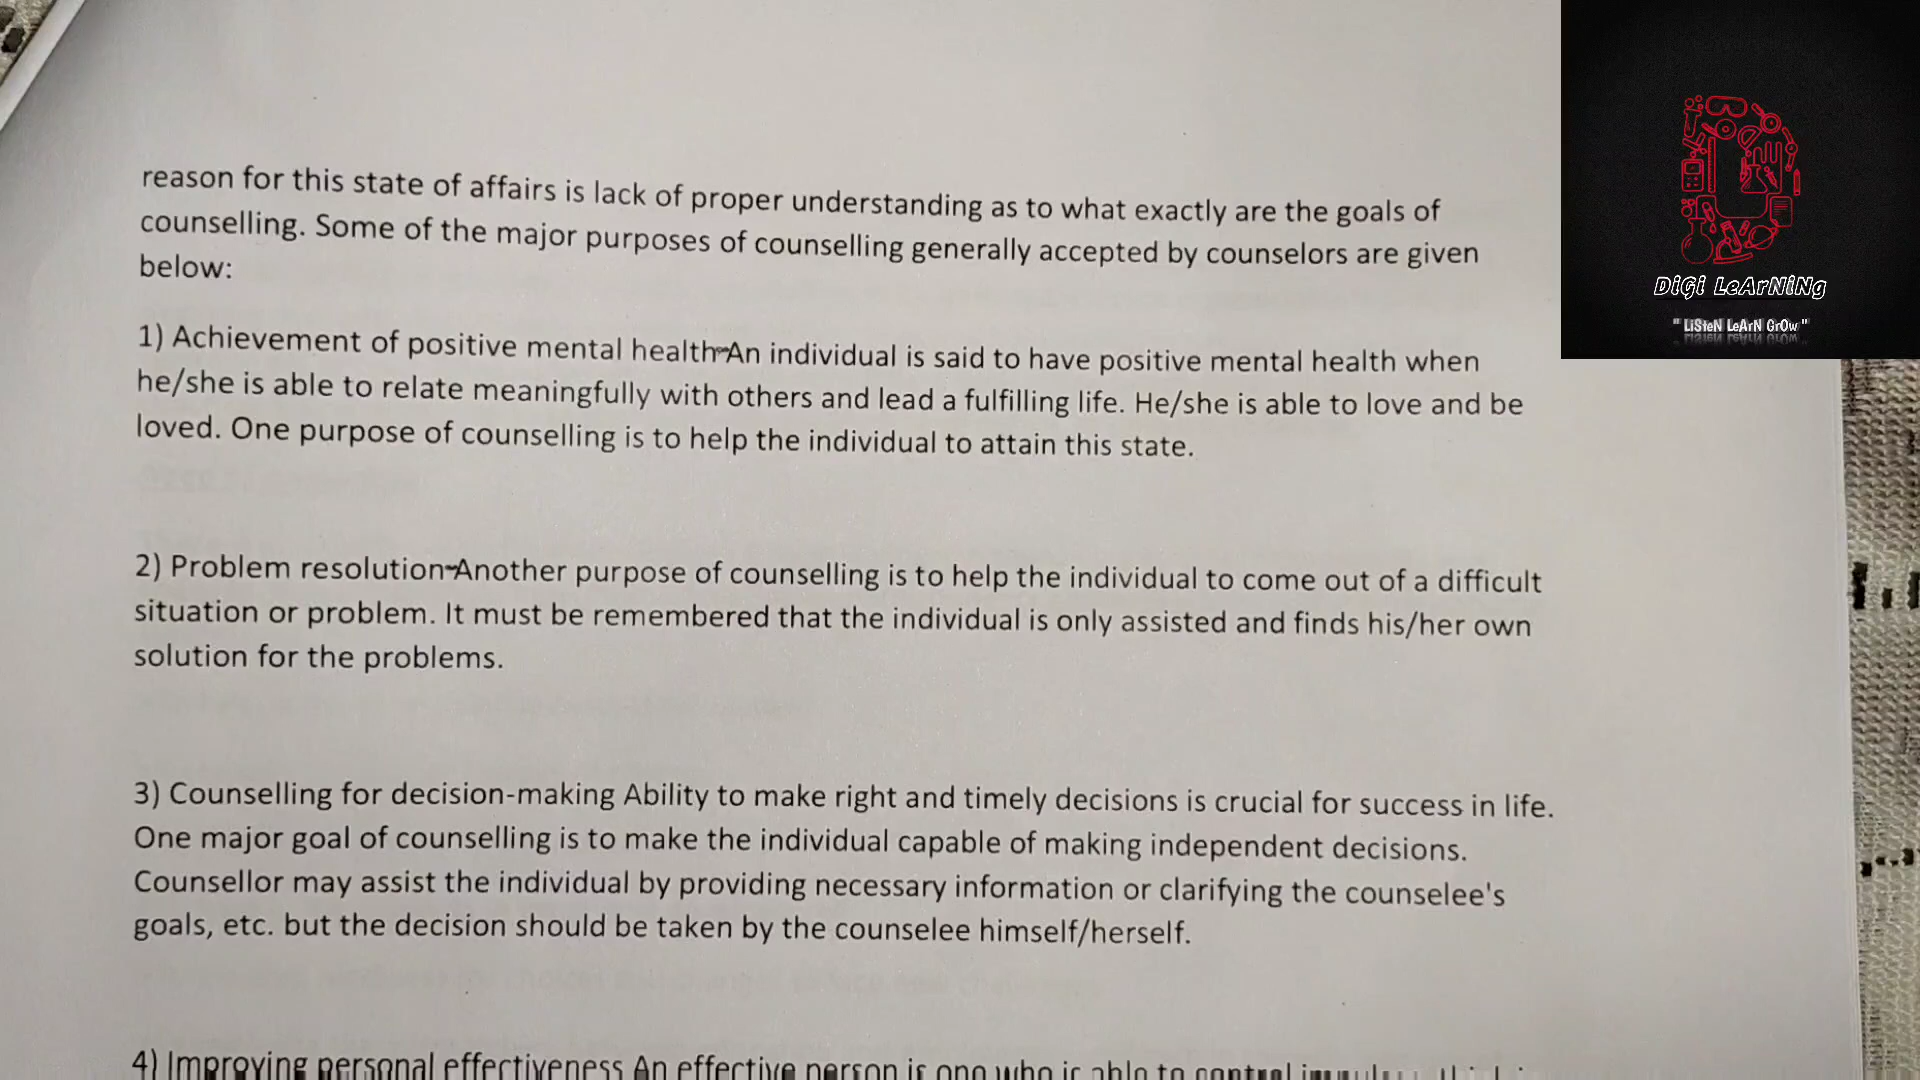 reason for this state of affairs is lack of proper understanding as to what exactly are the goals of
counselling. Some of the major purposes of counselling generally accepted by counselors are given
below:
1) Achievement of positive mental health-An individual is said to have positive mental health when
he/she is able to relate meaningfully with others and lead a fulfilling life. He/she is able to love and be
loved. One purpose of counselling is to help the individual to attain this state.
2) Problem resolution-Another purpose of counselling is to help the individual to come out of a difficult
situation or problem. It must be remembered that the individual is only assisted and finds his/her own
solution for the problems.
3) Counselling for decision-making Ability to make right and timely decisions is crucial for success in life.
One major goal of counselling is to make the individual capable of making independent decisions.
Counsellor may assist the individual by providing necessary information or clarifying the counselee's
goals, etc. but the decision should be taken by the counselee himself/herself.
4) Improving personal effectiveness An effective person is one who is able to control
DiGi LeArNiNg
" LiSteN LeArN GrOw "